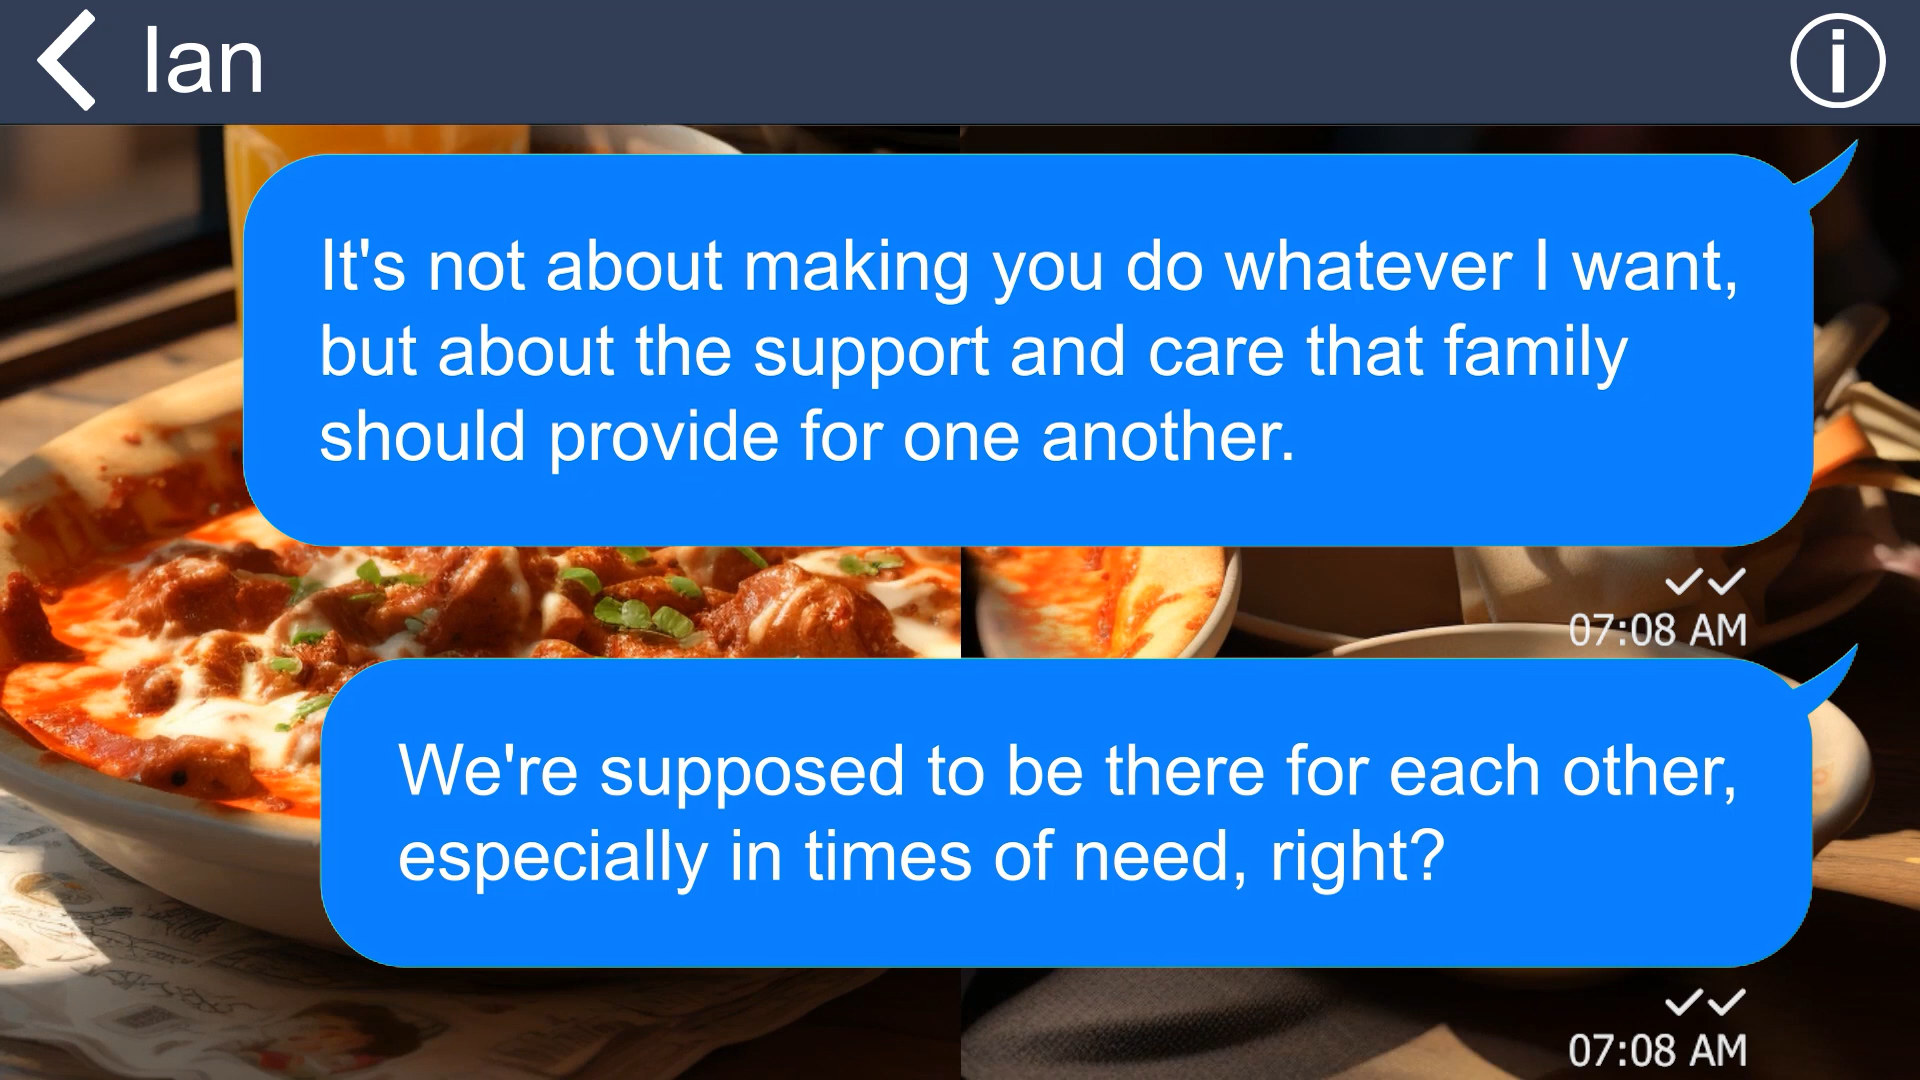 Ian
It's not about making you do whatever I want,
but about the support and care that family
should provide for one another.
07:08 AM
We're supposed to be there for each other,
especially in times of need, right?
07:08 AM